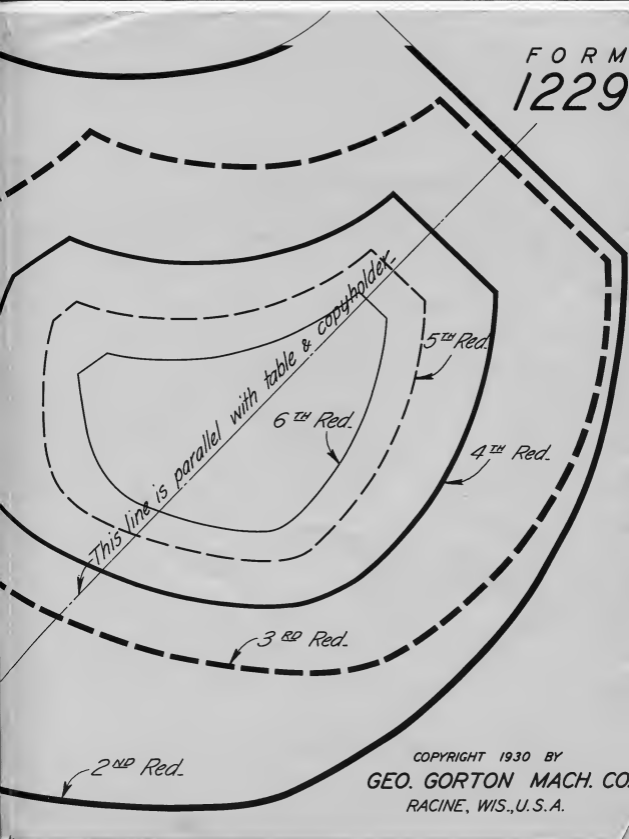 FORM
1229
This line is parallel with table & copyholder
5TH Red.
6TH Red.
4TH Red.
3RD Red.
2ND Red.
COPYRIGHT 1930 BY
GEO. GORTON MACH. CO.
RACINE, WIS., U.S.A.